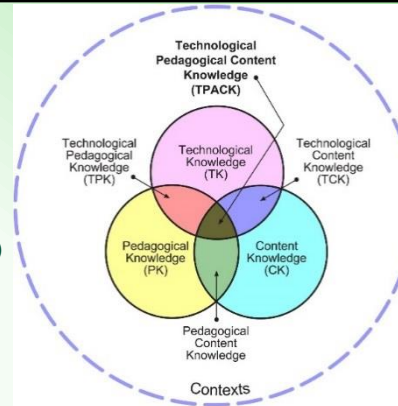 Technological
Pedagogical Content
Knowledge
(TPACK)
Technological
Pedagogical
Knowledge
(TPK)
Technological
Knowledge
(TK)
Technological
Content
Knowledge
(TCK)
Pedagogical
Knowledge
(PK)
Content
Knowledge
(CK)
Pedagogical
Content
Knowledge
Contexts